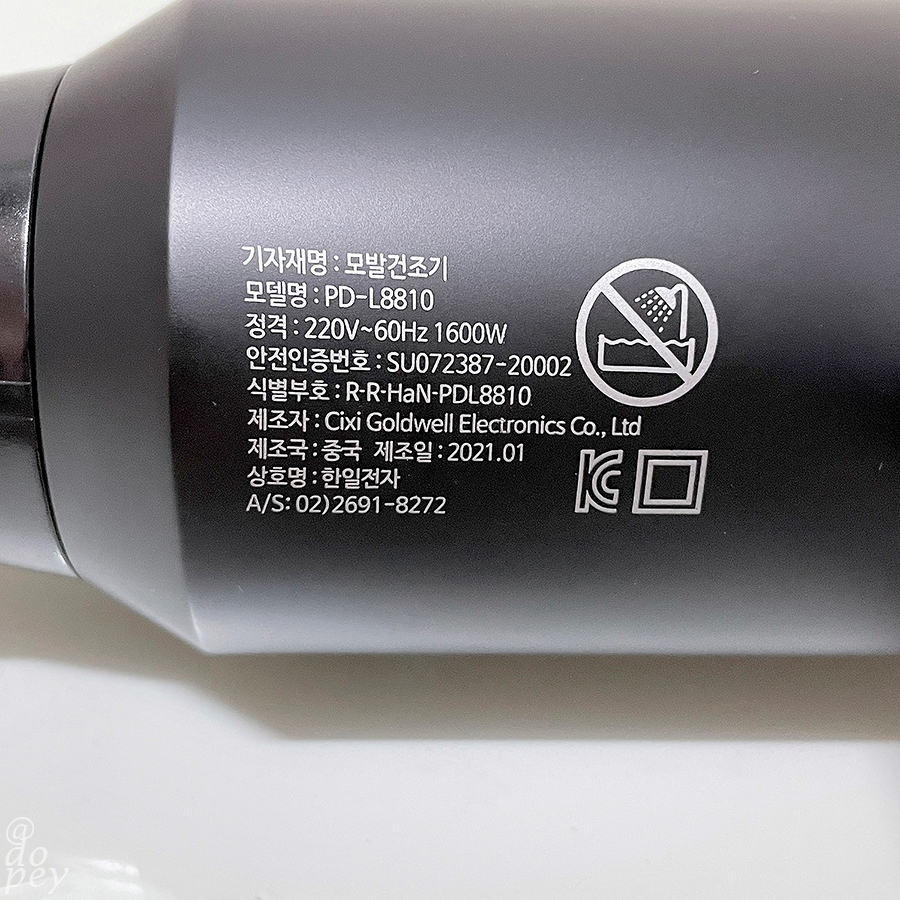 기자재명 : 모발건조기
모델명 : PD-L8810
정격 : 220V~60Hz 1600W
안전인증번호 : SU072387-20002
식별부호 : R-R-HaN-PDL8810
제조자 : Cixi Goldwell Electronics Co., Ltd
제조국 : 중국 제조일 : 2021.01
상호명 : 한일전자
A/S: 02)2691-8272
KC
@
do
pey